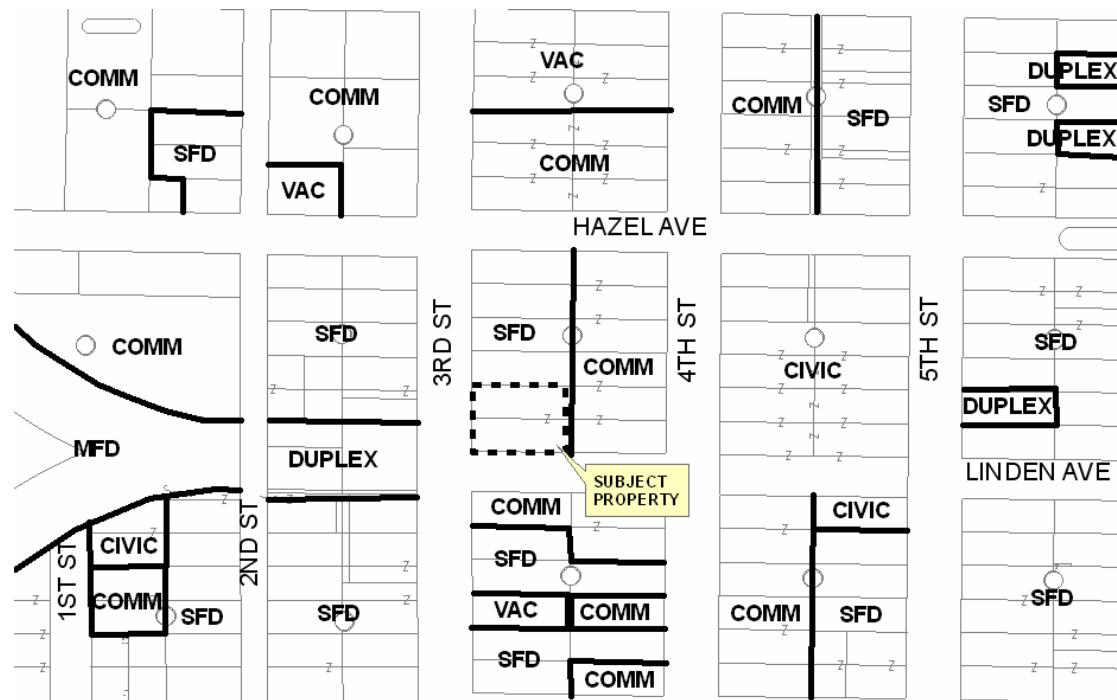 VAC
DUPLEX
COMM
COMM
COMM
SFD
SFD
DUPLEX
SFD
COMM
VAC
HAZEL AVE
SFD
SFD
SFD
COMM
COMM
CIVIC
3RD ST
4TH ST
5TH ST
DUPLEX
MFD
DUPLEX
LINDEN AVE
SUBJECT
PROPERTY
COMM
CIVIC
2ND ST
CIVIC
SFD
1ST ST
COMM
SFD
SFD
VAC
COMM
COMM
SFD
SFD
SFD
COMM